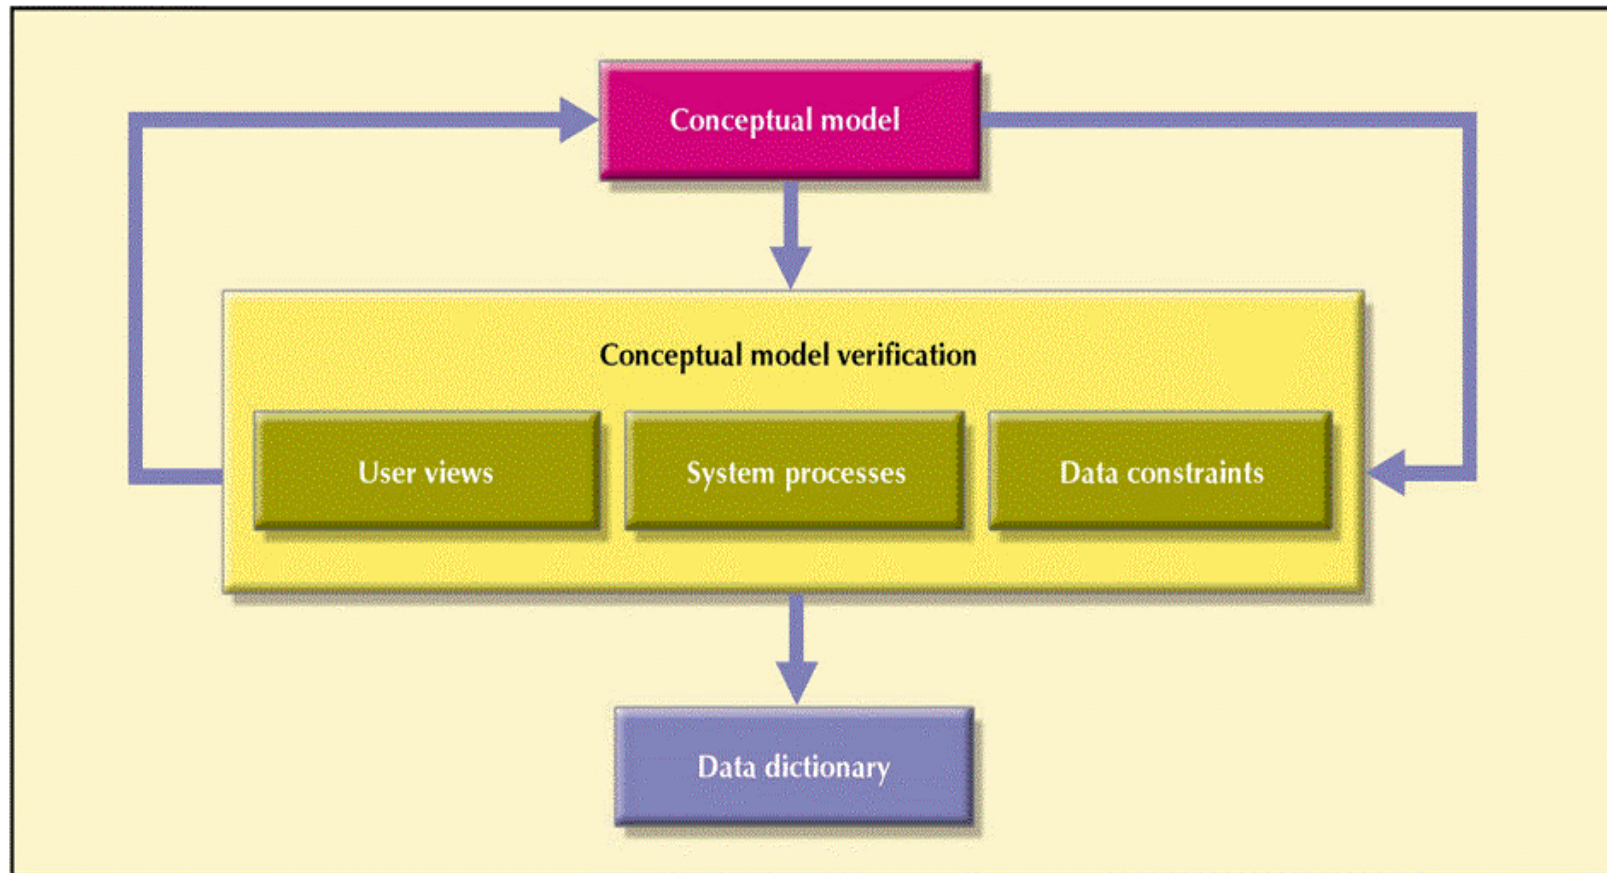 Conceptual model
Conceptual model verification
User views
System processes
Data constraints
Data dictionary